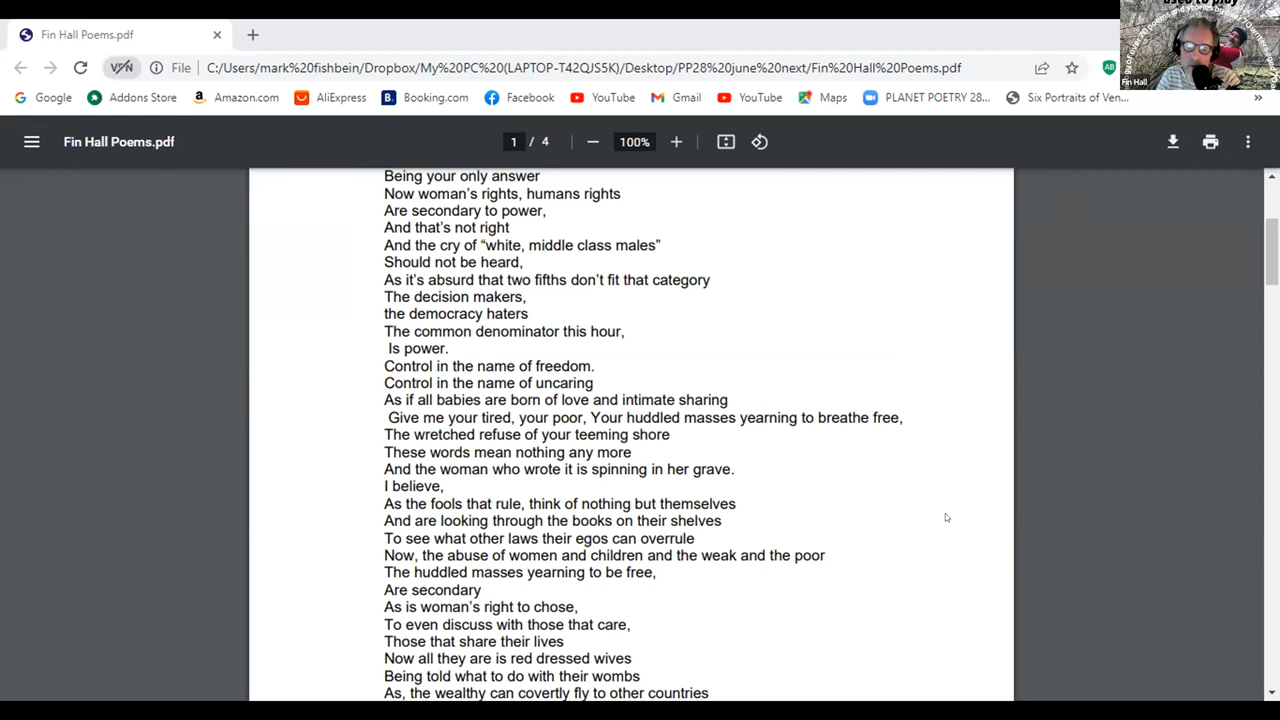 Fin Hall Poems.pdf
VPN
File
C:/Users/mark%20fishbein/Dropbox/My%20PC%20(LAPTOP-T42QJS5K)/Desktop/PP28%20june%20next/Fin%20Hall%20Poems.pdf
Fin Hall
Google
Addons Store
Amazon.com
AliExpress
Booking.com
Facebook
YouTube
Gmail
YouTube
Maps
PLANET POETRY 28...
Six Portraits of Ven...
Fin Hall Poems.pdf
1 / 4
100%
Being your only answer
Now woman's rights, humans rights
Are secondary to power,
And that's not right
And the cry of “white, middle class males”
Should not be heard,
As it's absurd that two fifths don't fit that category
The decision makers,
the democracy haters
The common denominator this hour,
Is power.
Control in the name of freedom.
Control in the name of uncaring
As if all babies are born of love and intimate sharing
Give me your tired, your poor, Your huddled masses yearning to breathe free,
The wretched refuse of your teeming shore
These words mean nothing any more
And the woman who wrote it is spinning in her grave.
I believe,
As the fools that rule, think of nothing but themselves
And are looking through the books on their shelves
To see what other laws their egos can overrule
Now, the abuse of women and children and the weak and the poor
The huddled masses yearning to be free,
Are secondary
As is woman's right to chose,
To even discuss with those that care,
Those that share their lives
Now all they are is red dressed wives
Being told what to do with their wombs
As, the wealthy can covertly fly to other countries